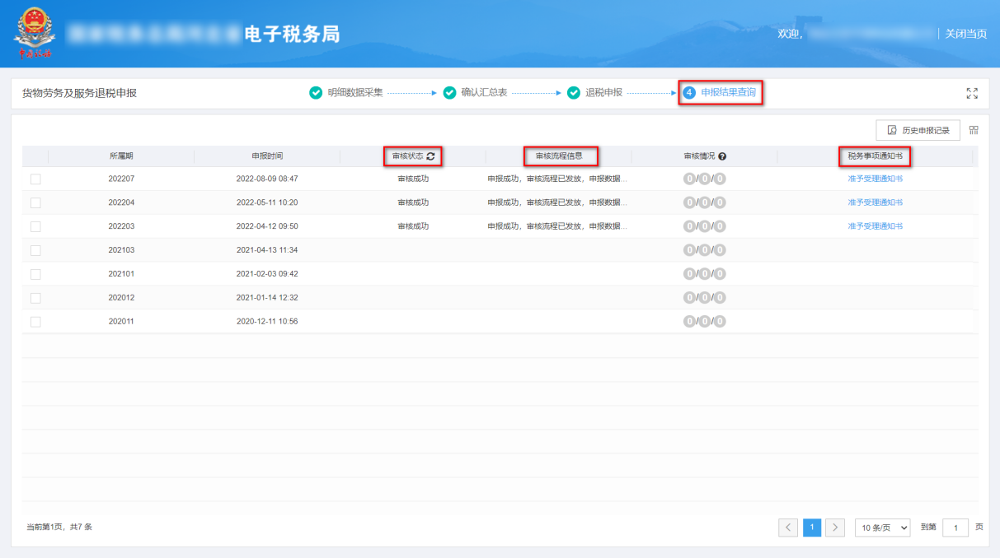 中国税务
电子税务局
欢迎,
关闭当页
货物劳务及服务退税申报
明细数据采集
确认汇总表
退税申报
4 申报结果查询
历史申报记录
所属期 申报时间 审核状态 审核流程信息 审核情况 税务事项通知书
202207 2022-08-09 08:47 审核成功 申报成功，审核流程已发放，申报数据... 0/0/0 准予受理通知书
202204 2022-05-11 10:20 审核成功 申报成功，审核流程已发放，申报数据... 0/0/0 准予受理通知书
202203 2022-04-12 09:50 审核成功 申报成功，审核流程已发放，申报数据... 0/0/0 准予受理通知书
202103 2021-04-13 11:34 0/0/0
202101 2021-02-03 09:42 0/0/0
202012 2021-01-14 12:32 0/0/0
202011 2020-12-11 10:56 0/0/0
当前第1页，共7 条
1
10 条/页
到第 1 页